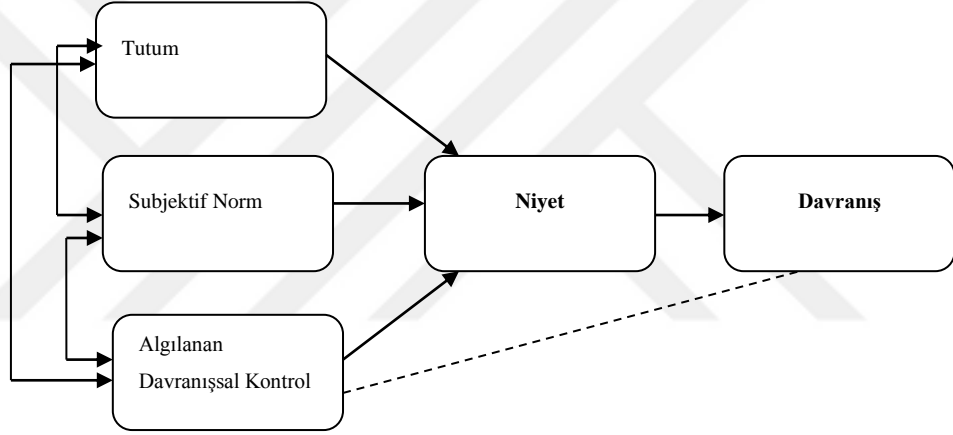 Tutum
Subjektif Norm
Niyet
Davranış
Algılanan
Davranışsal Kontrol